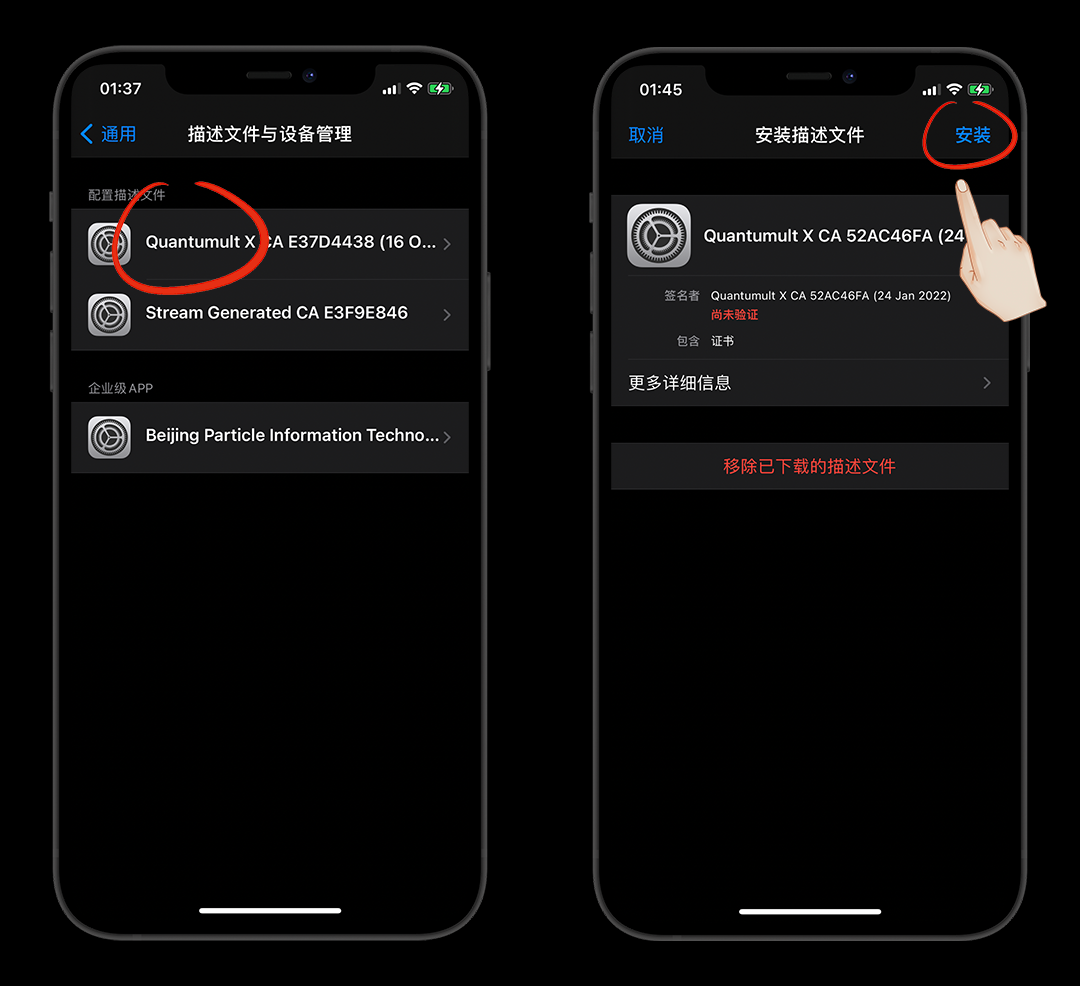 01:37
通用
描述文件与设备管理
配置描述文件
Quantumult X CA E37D4438 (16 O...
Stream Generated CA E3F9E846
企业级 APP
Beijing Particle Information Techno...
01:45
取消
安装描述文件
安装
Quantumult X CA 52AC46FA (24
签名者 Quantumult X CA 52AC46FA (24 Jan 2022)
尚未验证
包含 证书
更多详细信息
移除已下载的描述文件